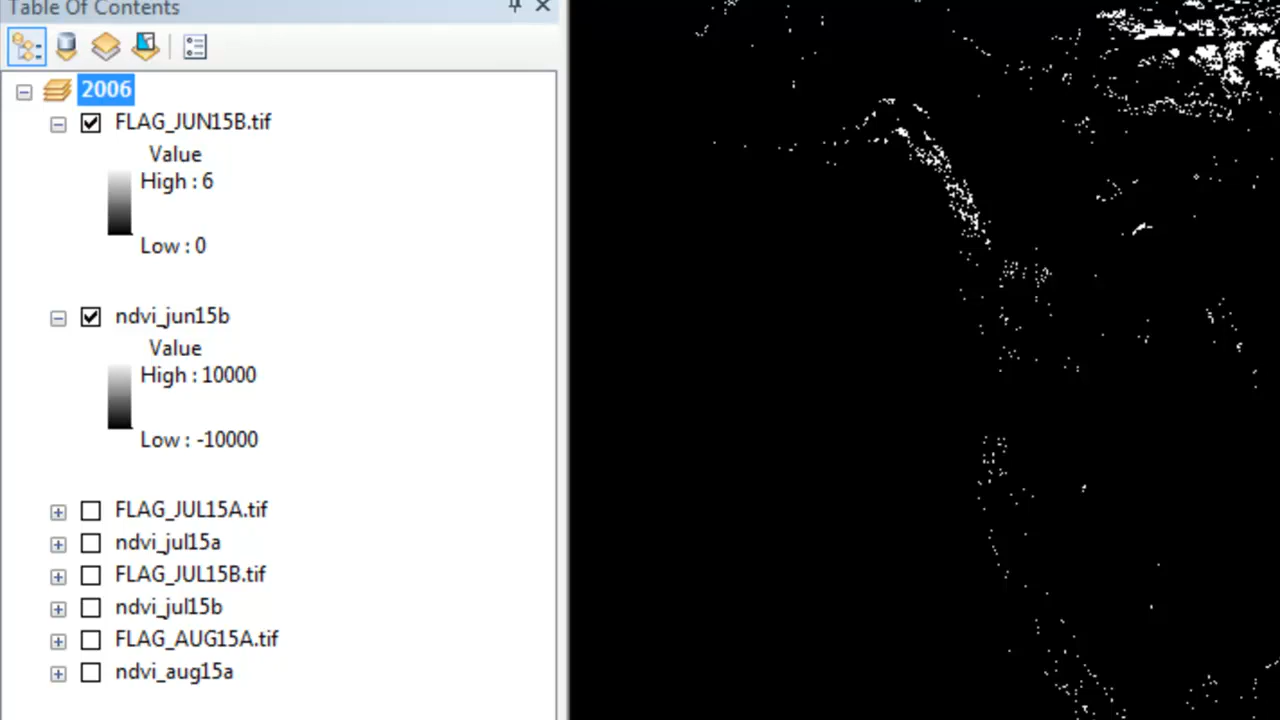 Table Of Contents
2006
FLAG_JUN15B.tif
Value
High : 6
Low : 0
ndvi_jun15b
Value
High : 10000
Low : -10000
FLAG_JUL15A.tif
ndvi_jul15a
FLAG_JUL15B.tif
ndvi_jul15b
FLAG_AUG15A.tif
ndvi_aug15a